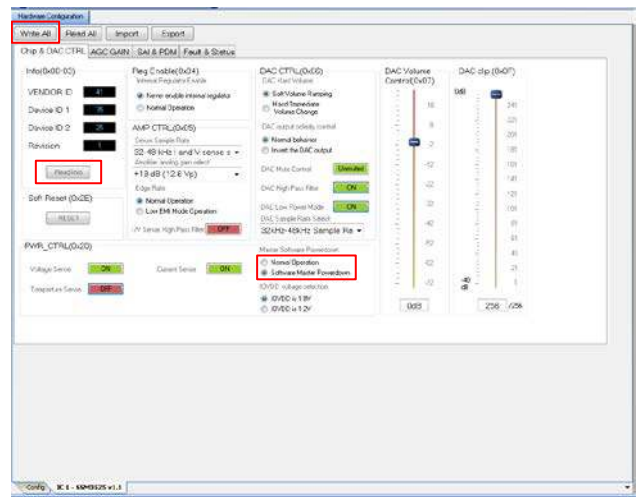 Hardware Configuration
Write All Read All Import Export
Chip & DAC CTRL AGC GAIN SAI & PDM Fault & Status
Info(0x00-03)
VENDOR ID 41
Device ID 1
Device ID 2
Revision 1
Read Info
Soft Reset (0x2E)
RESET
PWR_CTRL(0x20)
Voltage Sense ON Current Sense ON
Temperature Sense OFF
Reg Enable(0x04)
Internal Regulator Enable
Never enable internal regulator
Normal Operation
AMP CTRL(0x05)
Sense Sample Rate
Amplifier analog gain select
+19 dB (12.6 Vp)
Edge Rate
Normal Operation
Low EMI Mode Operation
IV Sense High Pass Filter OFF
DAC CTRL(0x06)
DAC Hard Volume
Soft Volume Ramping
Hard/Immediate
Volume Change
DAC output polarity control
Normal behavior
Invert the DAC output
DAC Mute Control Unmuted
DAC High Pass Filter ON
DAC Low Power Mode ON
DAC Sample Rate Select
32kHz-48kHz Sample Ra
Master Software Powerdown
Normal Operation
Software Master Powerdown
IOVDD voltage selection
IOVDD is 1.8V
IOVDD is 1.2V
DAC Volume
Control(0x07)
0dB
DAC clip (0x0F)
0dB
256 /256
Config IC 1 - SSM3525 v1.1